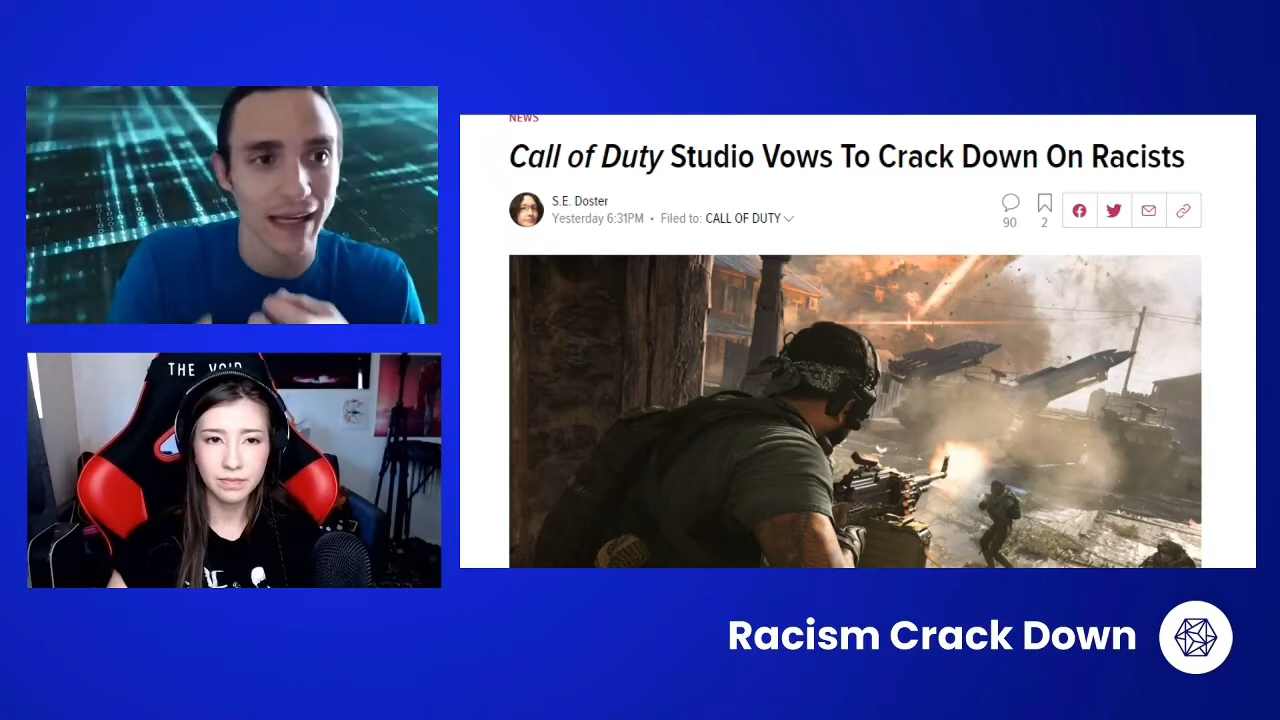 THE VOID
NEWS
Call of Duty Studio Vows To Crack Down On Racists
S.E. Doster
Yesterday 6:31PM • Filed to: CALL OF DUTY
90
2
Racism Crack Down